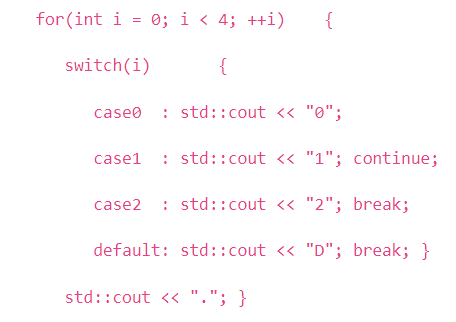 for(int i = 0; i < 4; ++i)    {
switch(i)       {
case0  : std::cout << "0";
case1  : std::cout << "1"; continue;
case2  : std::cout << "2"; break;
default: std::cout << "D"; break; }
std::cout << "."; }